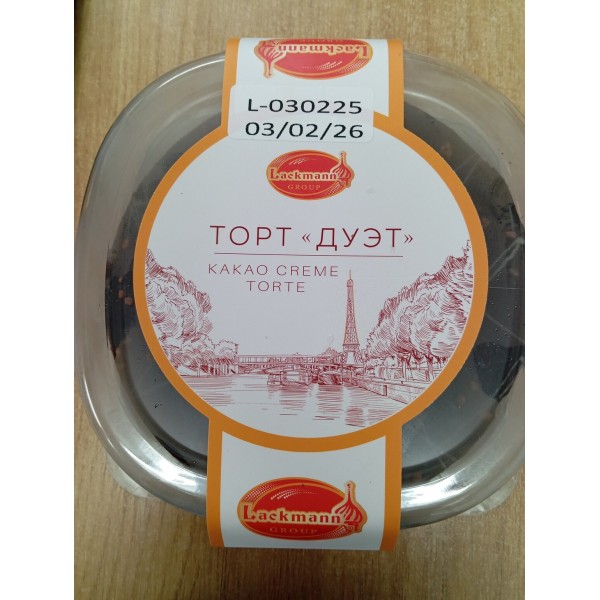 Lackmann
GROUP
L-030225
03/02/26
Lackmann
GROUP
ТОРТ «ДУЭТ»
KAKAO CREME
TORTE
Lackmann
GROUP